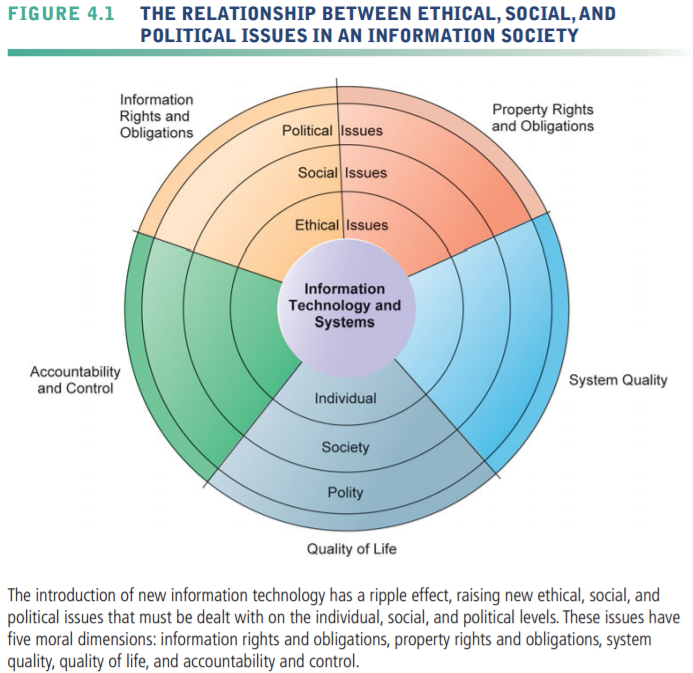 FIGURE 4.1 THE RELATIONSHIP BETWEEN ETHICAL, SOCIAL, AND
POLITICAL ISSUES IN AN INFORMATION SOCIETY
Information
Rights and
Obligations
Property Rights
and Obligations
Political Issues
Social Issues
Ethical Issues
Information
Technology and
Systems
Accountability
and Control
System Quality
Individual
Society
Polity
Quality of Life
The introduction of new information technology has a ripple effect, raising new ethical, social, and
political issues that must be dealt with on the individual, social, and political levels. These issues have
five moral dimensions: information rights and obligations, property rights and obligations, system
quality, quality of life, and accountability and control.